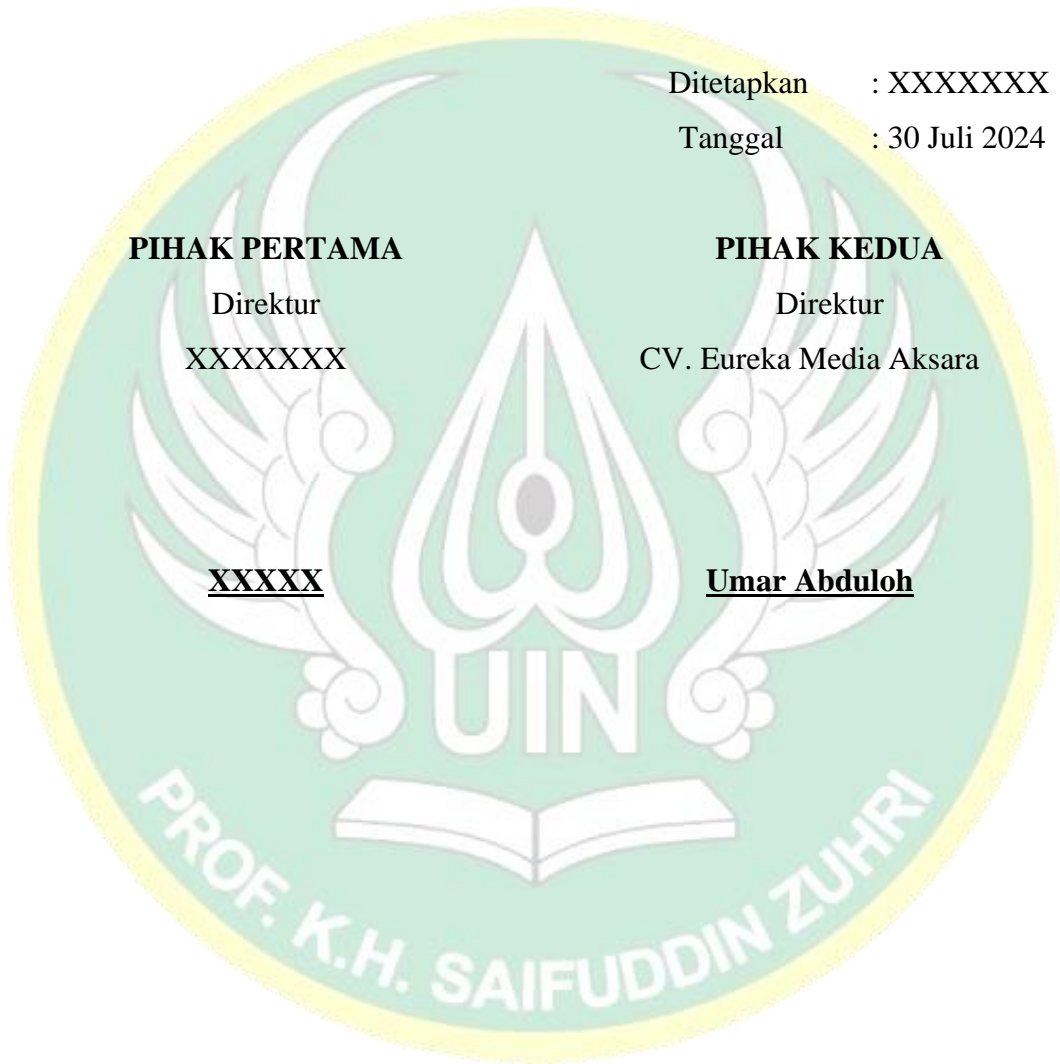 Ditetapkan : XXXXXXX
Tanggal : 30 Juli 2024
PIHAK PERTAMA PIHAK KEDUA
Direktur Direktur
XXXXXXX CV. Eureka Media Aksara
XXXXX Umar Abduloh
UIN
PROF. K.H. SAIFUDDIN ZUHRI